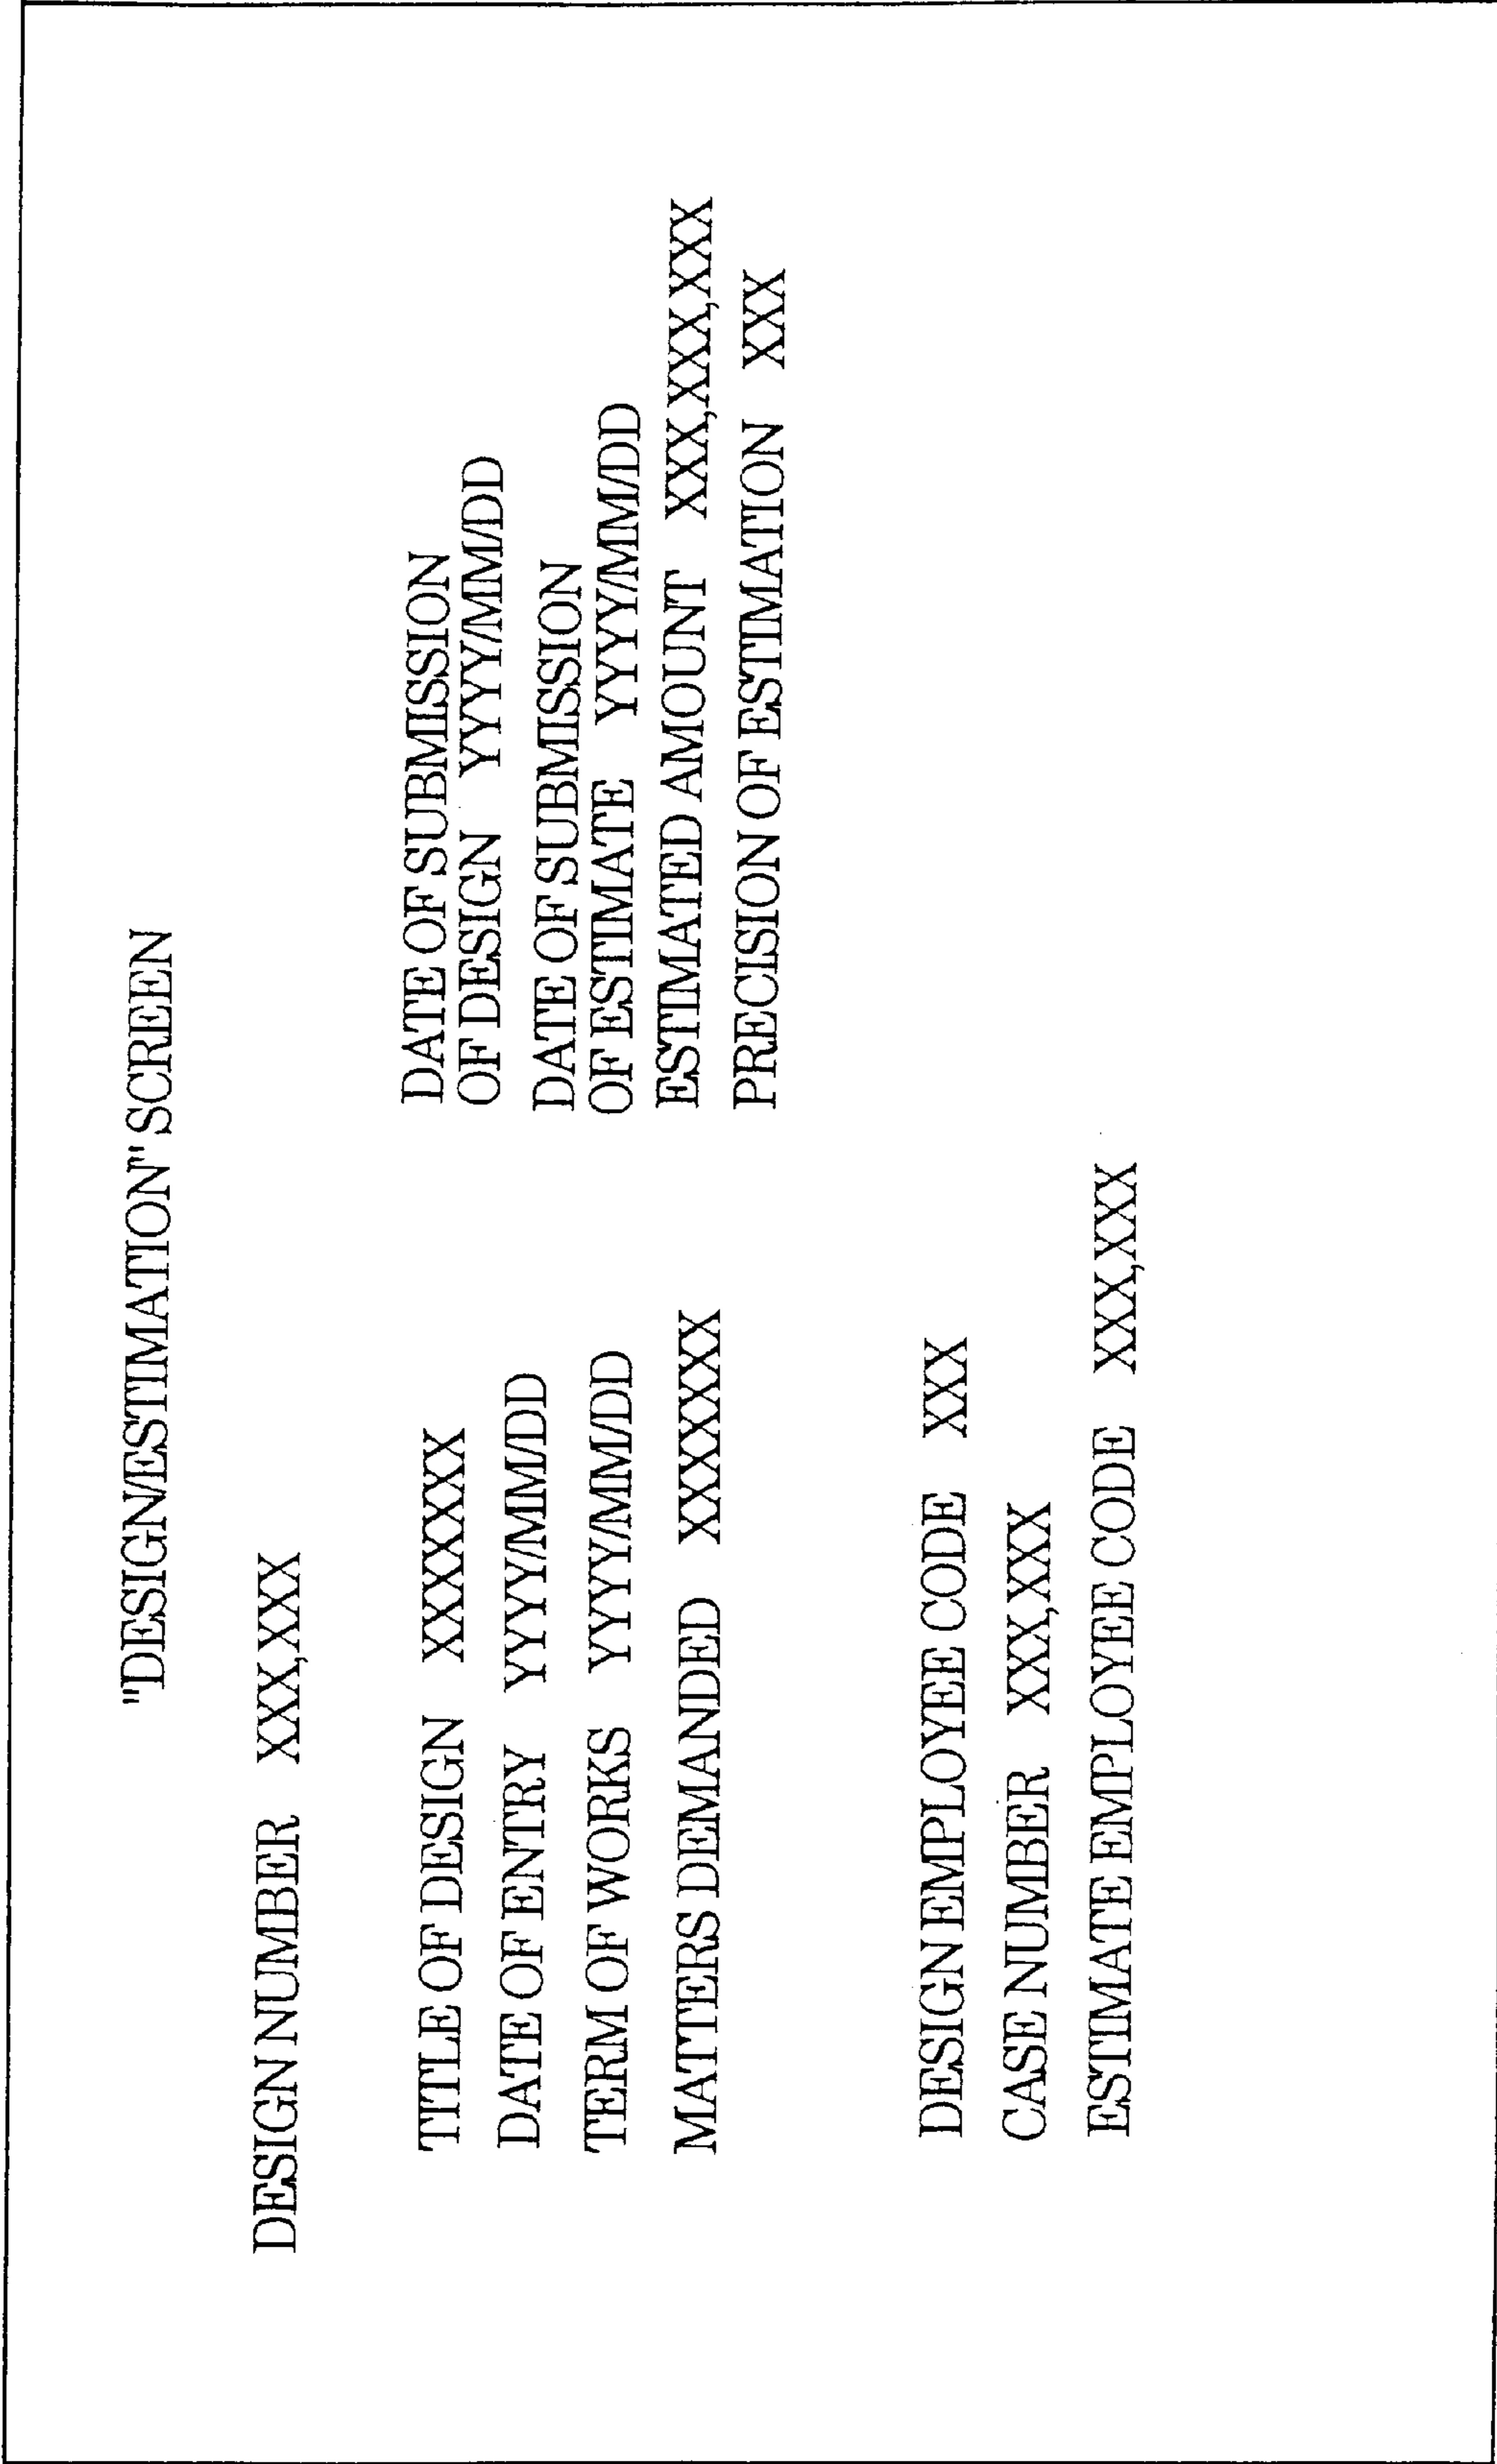 "DESIGN/ESTIMATION" SCREEN
DESIGN NUMBER XXX,XXX
TITLE OF DESIGN XXXXXXX
DATE OF ENTRY YYYY/MM/DD
TERM OF WORKS YYYY/MM/DD
MATTERS DEMANDED XXXXXXX
DATE OF SUBMISSION
OF DESIGN YYYY/MM/DD
DATE OF SUBMISSION
OF ESTIMATE YYYY/MM/DD
ESTIMATED AMOUNT XXX,XXX,XXX
PRECISION OF ESTIMATION XXX
DESIGN EMPLOYEE CODE XXX
CASE NUMBER XXX,XXX
ESTIMATE EMPLOYEE CODE XXX,XXX